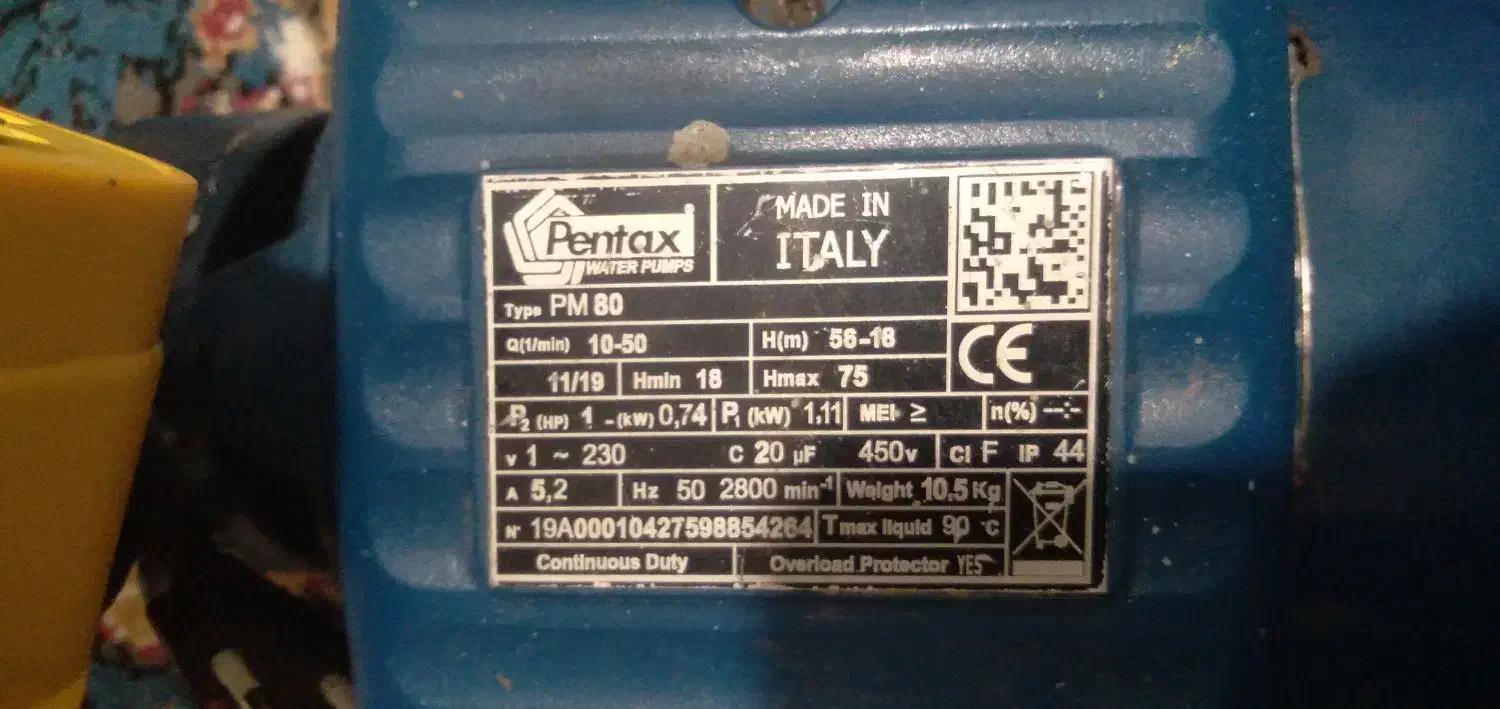 Pentax
WATER PUMPS
MADE IN
ITALY
Type PM 80
Q(1/min) 10-50 H(m) 56-18
11/19 Hmin 18 Hmax 75
P2 (HP) 1 - (kW) 0,74 P1 (kW) 1,11 MEI ≥ n(%) --,-
CE
V 1 ~ 230 C 20 µF 450v Cl F IP 44
A 5,2 Hz 50 2800 min-1 Weight 10.5 Kg
N° 19A00010427598854264 T max liquid 90 °C
Continuous Duty Overload Protector YES